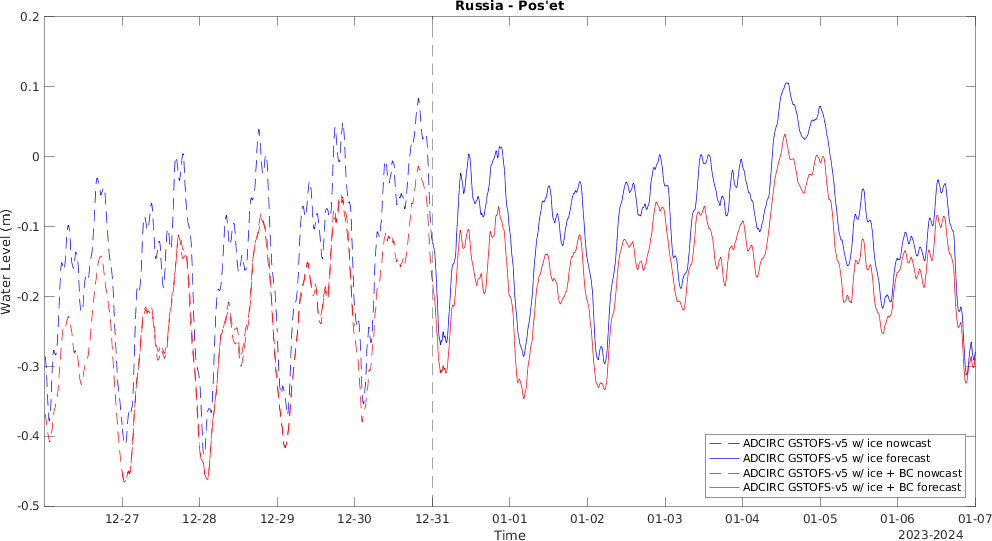 Russia - Pos'et
Water Level (m)
0.2
0.1
0
-0.1
-0.2
-0.3
-0.4
-0.5
ADCIRC GSTOFS-v5 w/ ice nowcast
ADCIRC GSTOFS-v5 w/ ice forecast
ADCIRC GSTOFS-v5 w/ ice + BC nowcast
ADCIRC GSTOFS-v5 w/ ice + BC forecast
12-27 12-28 12-29 12-30 12-31 01-01 01-02 01-03 01-04 01-05 01-06 01-07
Time
2023-2024